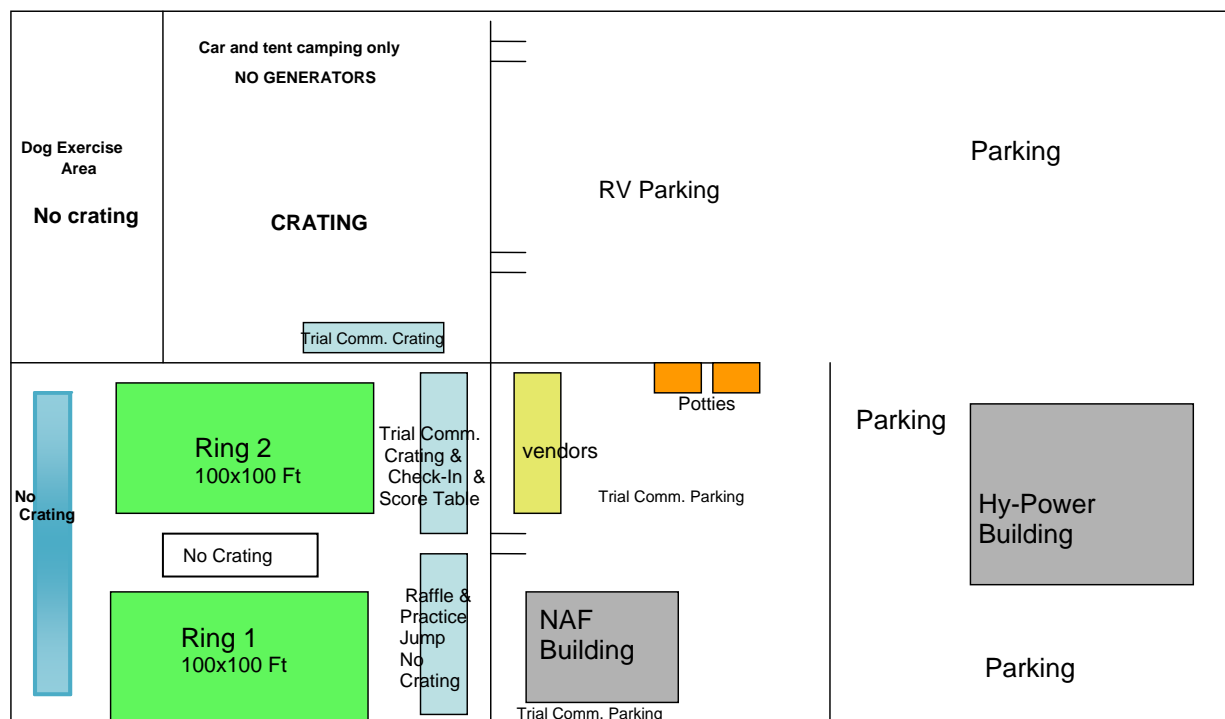 Car and tent camping only
NO GENERATORS
Dog Exercise
Area
No crating
CRATING
RV Parking
Parking
Trial Comm. Crating
No
Crating
Ring 2
100x100 Ft
Trial Comm.
Crating &
Check-In &
Score Table
vendors
Potties
Trial Comm. Parking
Parking
Hy-Power
Building
No Crating
Ring 1
100x100 Ft
Raffle &
Practice
Jump
No
Crating
NAF
Building
Trial Comm. Parking
Parking